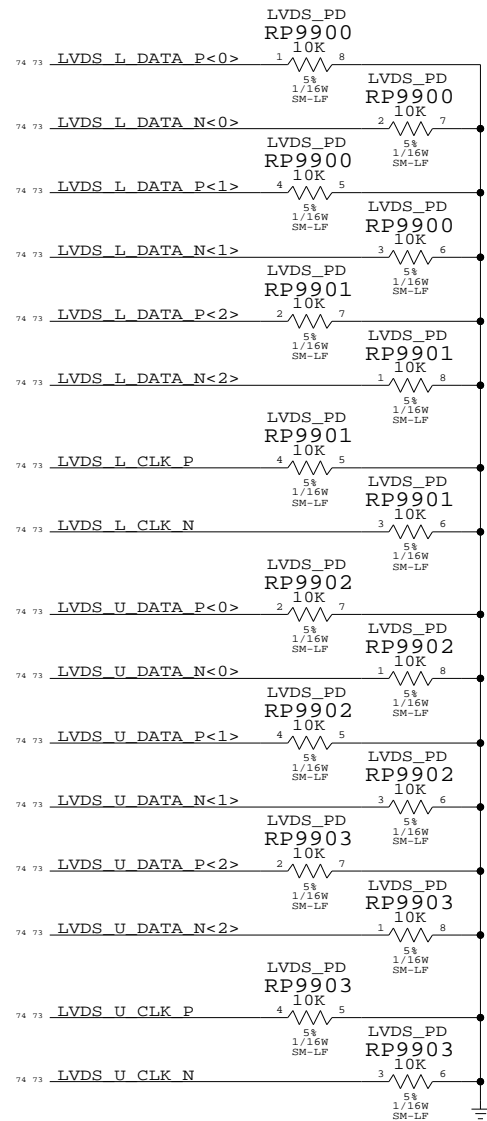 LVDS_PD
RP9900
10K
74 73 LVDS_L_DATA_P<0> 1 8
5%
1/16W
SM-LF
LVDS_PD
RP9900
10K
74 73 LVDS_L_DATA_N<0> 2 7
5%
1/16W
SM-LF
LVDS_PD
RP9900
10K
74 73 LVDS_L_DATA_P<1> 4 5
5%
1/16W
SM-LF
LVDS_PD
RP9900
10K
74 73 LVDS_L_DATA_N<1> 3 6
5%
1/16W
SM-LF
LVDS_PD
RP9901
10K
74 73 LVDS_L_DATA_P<2> 2 7
5%
1/16W
SM-LF
LVDS_PD
RP9901
10K
74 73 LVDS_L_DATA_N<2> 1 8
5%
1/16W
SM-LF
LVDS_PD
RP9901
10K
74 73 LVDS_L_CLK_P 4 5
5%
1/16W
SM-LF
LVDS_PD
RP9901
10K
74 73 LVDS_L_CLK_N 3 6
5%
1/16W
SM-LF
LVDS_PD
RP9902
10K
74 73 LVDS_U_DATA_P<0> 2 7
5%
1/16W
SM-LF
LVDS_PD
RP9902
10K
74 73 LVDS_U_DATA_N<0> 1 8
5%
1/16W
SM-LF
LVDS_PD
RP9902
10K
74 73 LVDS_U_DATA_P<1> 4 5
5%
1/16W
SM-LF
LVDS_PD
RP9902
10K
74 73 LVDS_U_DATA_N<1> 3 6
5%
1/16W
SM-LF
LVDS_PD
RP9903
10K
74 73 LVDS_U_DATA_P<2> 2 7
5%
1/16W
SM-LF
LVDS_PD
RP9903
10K
74 73 LVDS_U_DATA_N<2> 1 8
5%
1/16W
SM-LF
LVDS_PD
RP9903
10K
74 73 LVDS_U_CLK_P 4 5
5%
1/16W
SM-LF
LVDS_PD
RP9903
10K
74 73 LVDS_U_CLK_N 3 6
5%
1/16W
SM-LF